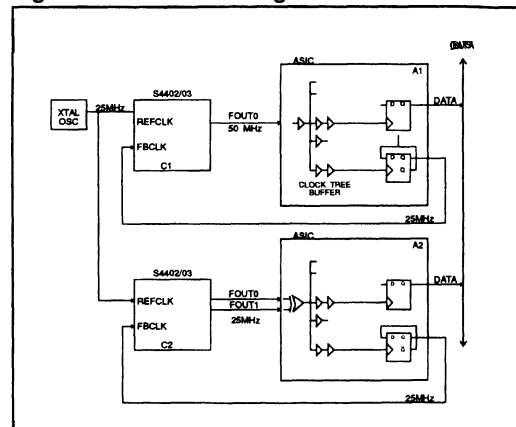 ASIC
A1
S4402/03
25MHz
XTAL
OSC
REFCLK
FOUT0
50 MHz
DATA
FBCLK
C1
CLOCK TREE
BUFFER
25MHz
ASIC
A2
S4402/03
REFCLK
FOUT0
FOUT1
25MHz
DATA
FBCLK
C2
25MHz